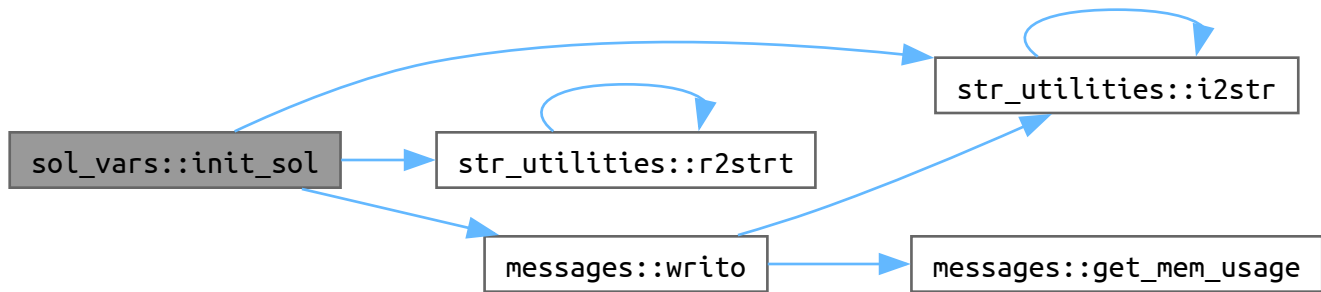 sol_vars::init_sol
str_utilities::r2strt
str_utilities::i2str
messages::writo
messages::get_mem_usage